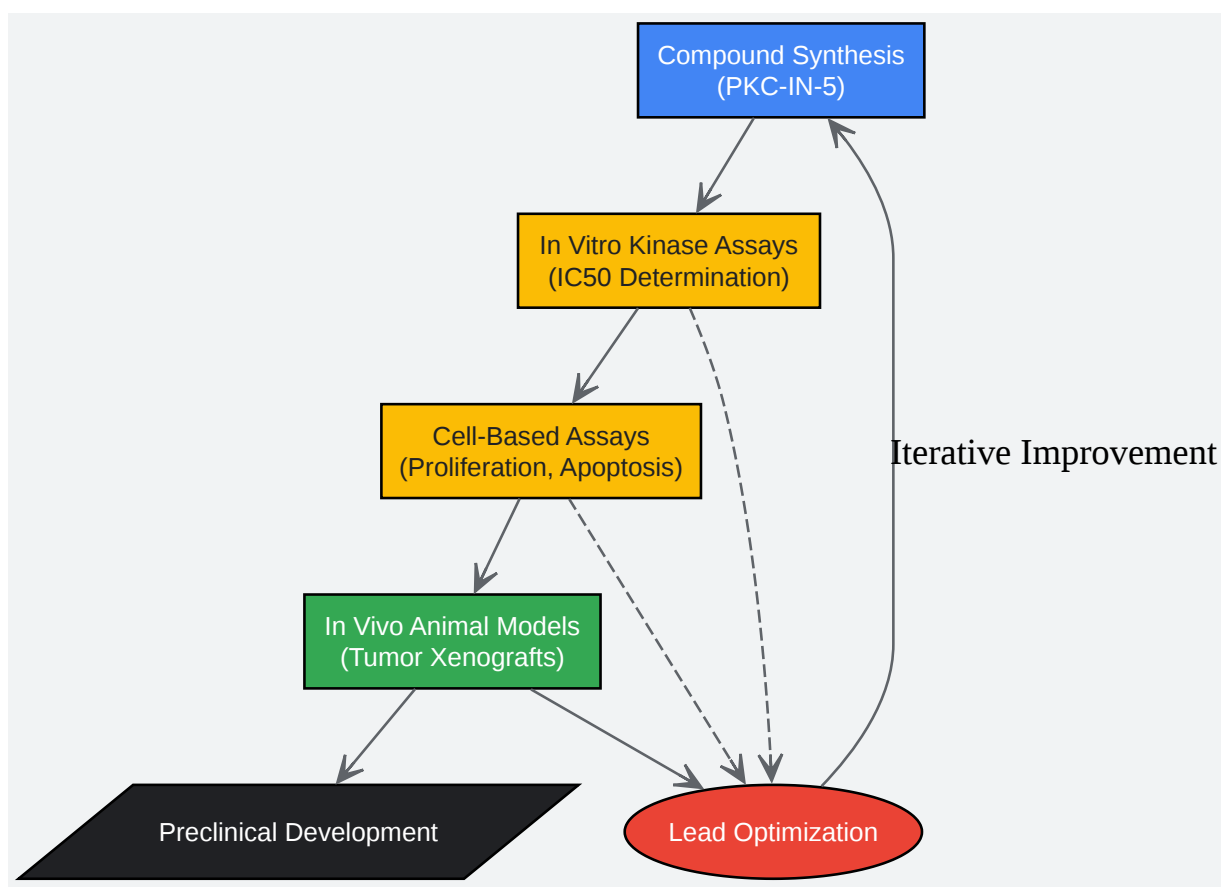 Compound Synthesis
(PKC-IN-5)
In Vitro Kinase Assays
(IC50 Determination)
Cell-Based Assays
(Proliferation, Apoptosis)
Iterative Improvement
In Vivo Animal Models
(Tumor Xenografts)
Preclinical Development
Lead Optimization